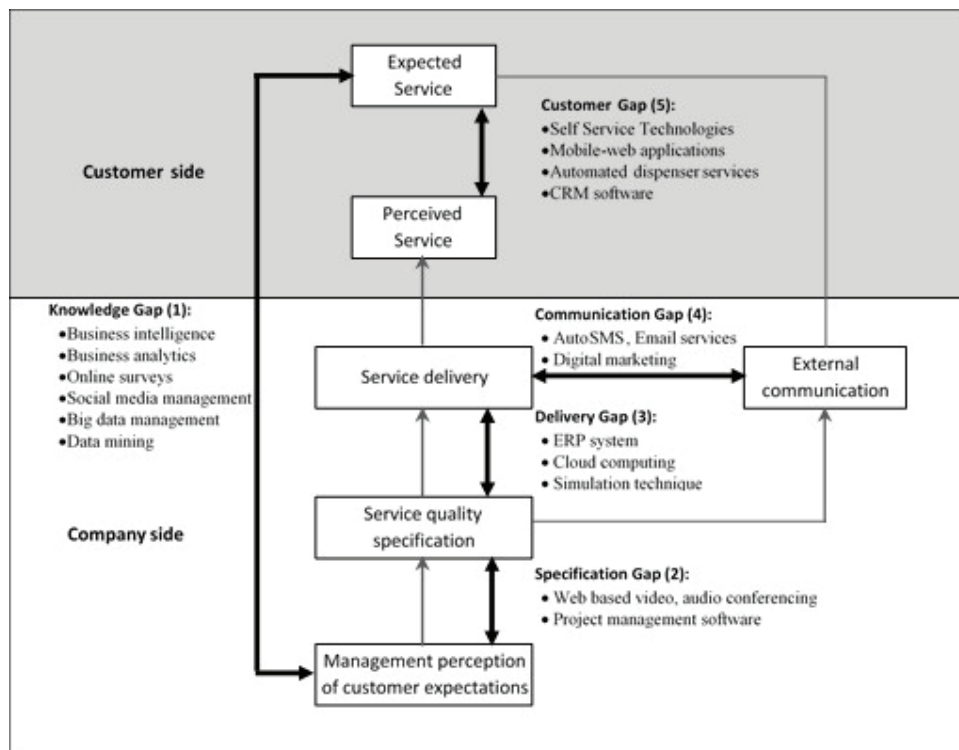 Expected
Service
Customer Gap (5):
•Self Service Technologies
•Mobile-web applications
•Automated dispenser services
•CRM software
Customer side
Perceived
Service
Knowledge Gap (1):
•Business intelligence
•Business analytics
•Online surveys
•Social media management
•Big data management
•Data mining
Communication Gap (4):
• AutoSMS, Email services
• Digital marketing
Service delivery
External
communication
Delivery Gap (3):
• ERP system
• Cloud computing
• Simulation technique
Service quality
specification
Company side
Specification Gap (2):
• Web based video, audio conferencing
• Project management software
Management perception
of customer expectations